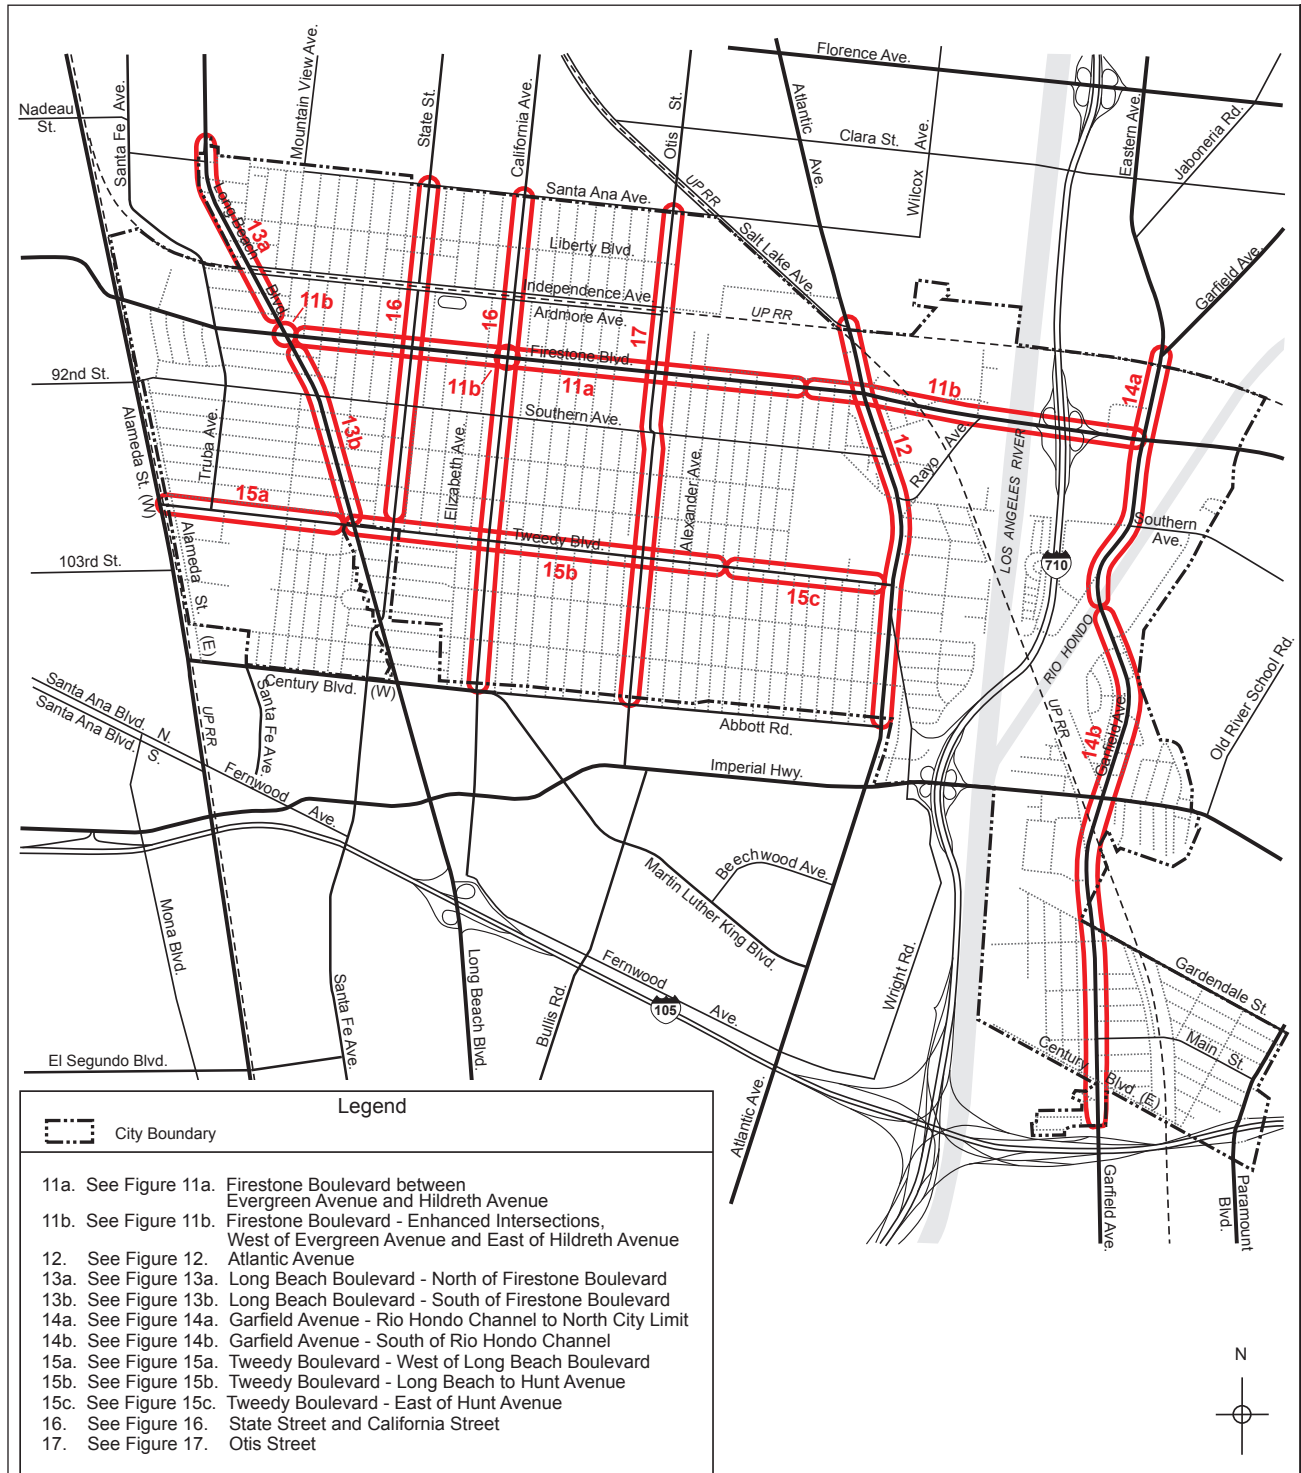 Florence Ave.
Mountain View Ave.
Nadeau
St.
Santa Fe Ave.
State St.
California Ave.
Otis St.
Atlantic Ave.
Clara St.
Wilcox Ave.
Eastern Ave.
Jaboneria Rd.
UP RR
Santa Ana Ave.
Salt Lake Ave.
Garfield Ave.
Long Beach Blvd.
13a
Liberty Blvd.
Independence Ave.
Ardmore Ave.
UP RR
11b
16
16
17
Firestone Blvd.
11b
11a
11b
14a
92nd St.
Southern Ave.
13b
12
Rayo Ave.
LOS ANGELES RIVER
Alameda St. (W)
Truba Ave.
Elizabeth Ave.
Alexander Ave.
15a
Tweedy Blvd.
15b
15c
Southern
Ave.
710
103rd St.
Alameda St. (E)
RIO HONDO
UP RR
Old River School Rd.
Santa Ana Blvd. N.
Santa Ana Blvd. S.
Santa Fe Ave.
Century Blvd. (W)
UP RR
Abbott Rd.
Imperial Hwy.
14b
Garfield Ave.
Fernwood Ave.
Beechwood Ave.
Martin Luther King Blvd.
Mona Blvd.
Santa Fe Ave.
Long Beach Blvd.
Bullis Rd.
Fernwood Ave.
105
Wright Rd.
Gardendale St.
Main St.
Century Blvd. (E)
El Segundo Blvd.
Atlantic Ave.
Garfield Ave.
Paramount
Blvd.
Legend
City Boundary
11a. See Figure 11a. Firestone Boulevard between
Evergreen Avenue and Hildreth Avenue
11b. See Figure 11b. Firestone Boulevard - Enhanced Intersections,
West of Evergreen Avenue and East of Hildreth Avenue
12. See Figure 12. Atlantic Avenue
13a. See Figure 13a. Long Beach Boulevard - North of Firestone Boulevard
13b. See Figure 13b. Long Beach Boulevard - South of Firestone Boulevard
14a. See Figure 14a. Garfield Avenue - Rio Hondo Channel to North City Limit
14b. See Figure 14b. Garfield Avenue - South of Rio Hondo Channel
15a. See Figure 15a. Tweedy Boulevard - West of Long Beach Boulevard
15b. See Figure 15b. Tweedy Boulevard - Long Beach to Hunt Avenue
15c. See Figure 15c. Tweedy Boulevard - East of Hunt Avenue
16. See Figure 16. State Street and California Street
17. See Figure 17. Otis Street
N